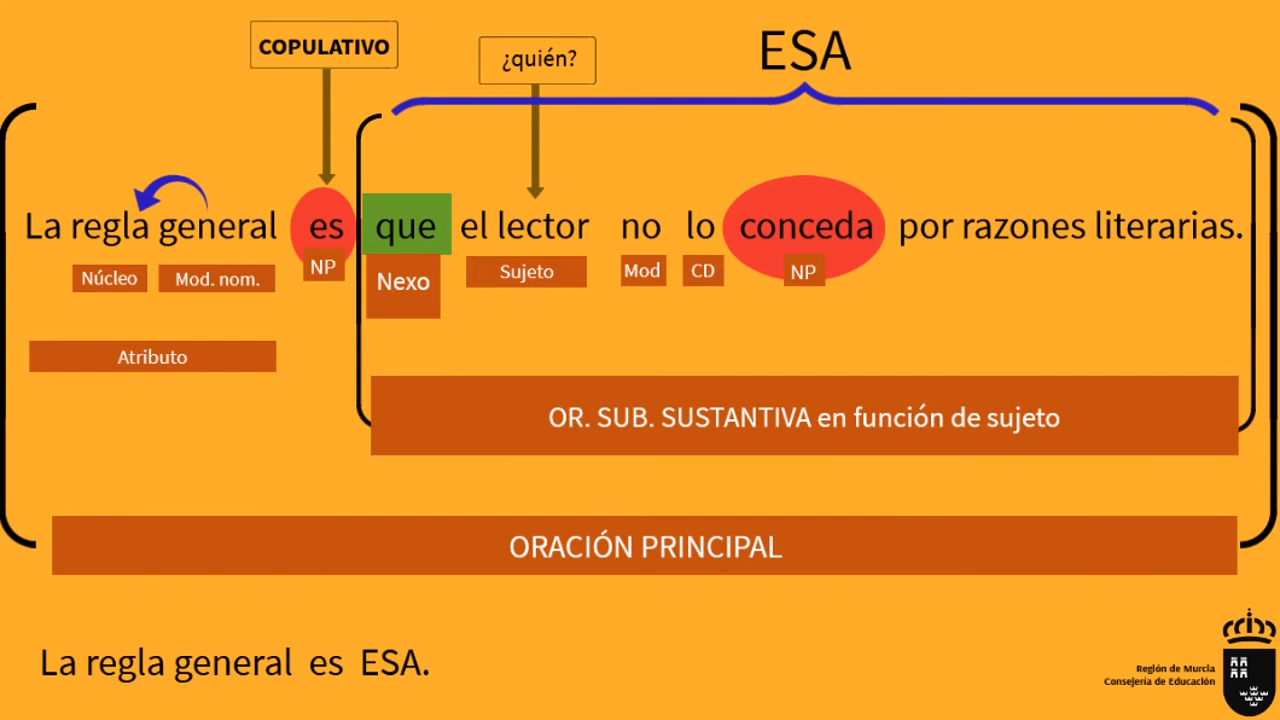 COPULATIVO
¿quién?
ESA
La regla general es que el lector no lo conceda por razones literarias.
Núcleo Mod. nom. NP Nexo Sujeto Mod CD NP
Atributo
OR. SUB. SUSTANTIVA en función de sujeto
ORACIÓN PRINCIPAL
La regla general es ESA.
Región de Murcia
Consejería de Educación